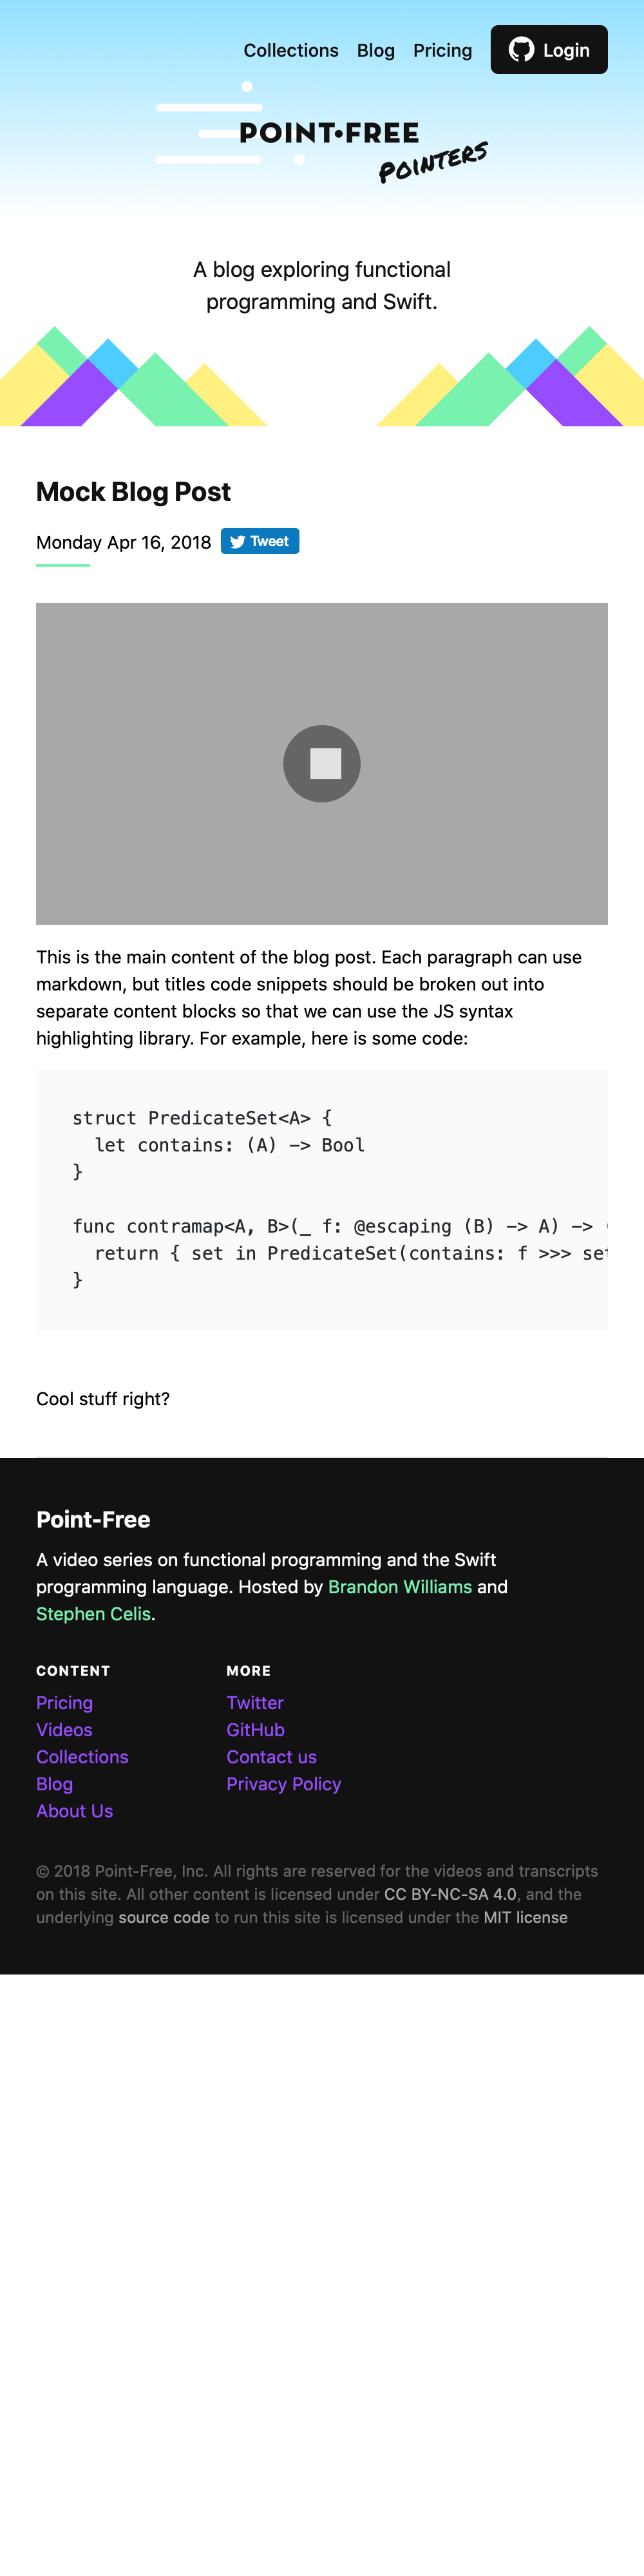 Collections Blog Pricing Login
POINT•FREE
POINTERS
A blog exploring functional
programming and Swift.
Mock Blog Post
Monday Apr 16, 2018 Tweet
This is the main content of the blog post. Each paragraph can use
markdown, but titles code snippets should be broken out into
separate content blocks so that we can use the JS syntax
highlighting library. For example, here is some code:
struct PredicateSet<A> {
  let contains: (A) -> Bool
}
func contramap<A, B>(_ f: @escaping (B) -> A) ->
  return { set in PredicateSet(contains: f >>> set
}
Cool stuff right?
Point-Free
A video series on functional programming and the Swift
programming language. Hosted by Brandon Williams and
Stephen Celis.
CONTENT
Pricing
Videos
Collections
Blog
About Us
MORE
Twitter
GitHub
Contact us
Privacy Policy
© 2018 Point-Free, Inc. All rights are reserved for the videos and transcripts
on this site. All other content is licensed under CC BY-NC-SA 4.0, and the
underlying source code to run this site is licensed under the MIT license